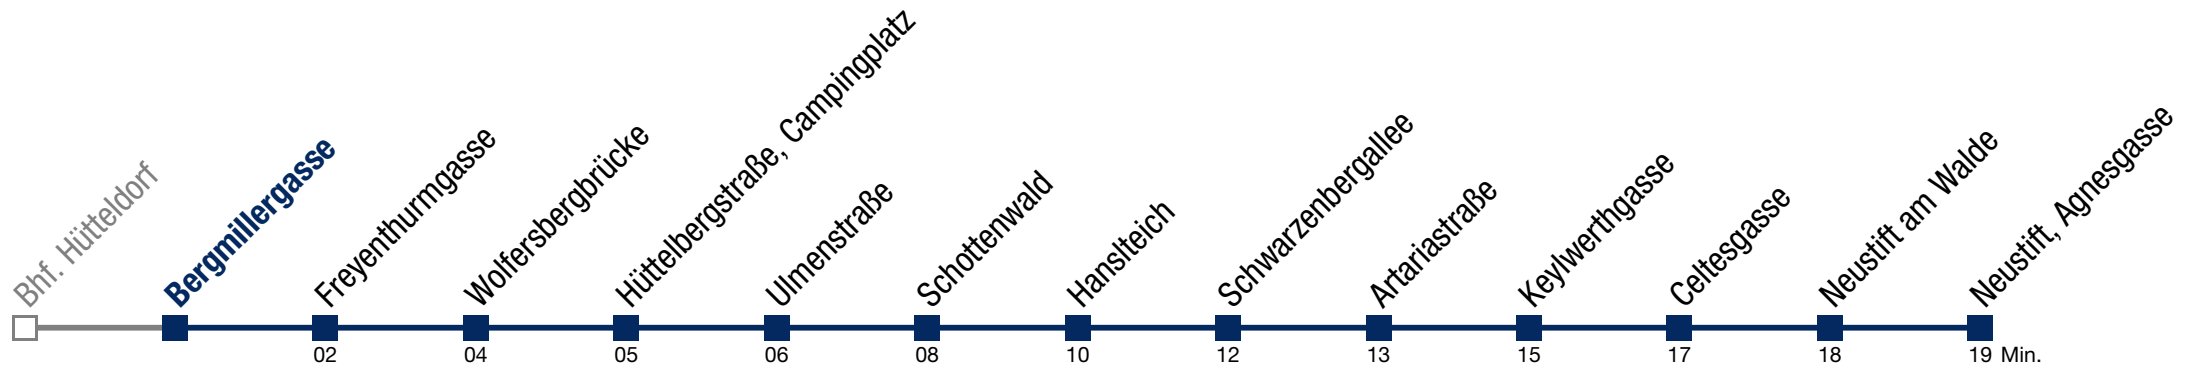 Bhf. Hütteldorf
Bergmillergasse
Freyenthurmgasse
Wolfersbergbrücke
Hüttelbergstraße, Campingplatz
Ulmenstraße
Schottenwald
Hanslteich
Schwarzenbergallee
Artariastraße
Keylwerthgasse
Celtesgasse
Neustift am Walde
Neustift, Agnesgasse
02 04 05 06 08 10 12 13 15 17 18 19 Min.